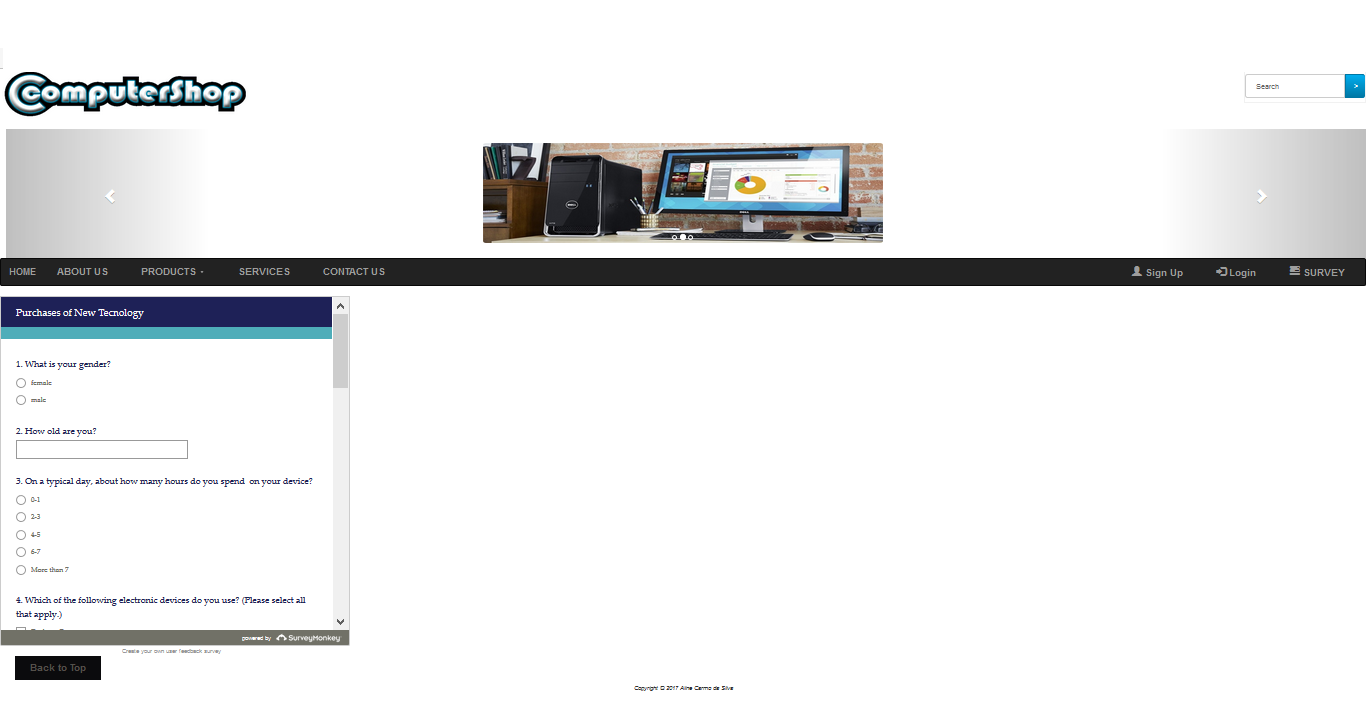 ComputerShop
Search >
DELL
DELL
HOME ABOUT US PRODUCTS SERVICES CONTACT US Sign Up Login SURVEY
Purchases of New Tecnology
1. What is your gender?
female
male
2. How old are you?
3. On a typical day, about how many hours do you spend on your device?
0-1
2-3
4-5
6-7
More than 7
4. Which of the following electronic devices do you use? (Please select all
that apply.)
powered by SurveyMonkey
Create your own user feedback survey
Back to Top
Copyright © 2017 Aline Carmo da Silva